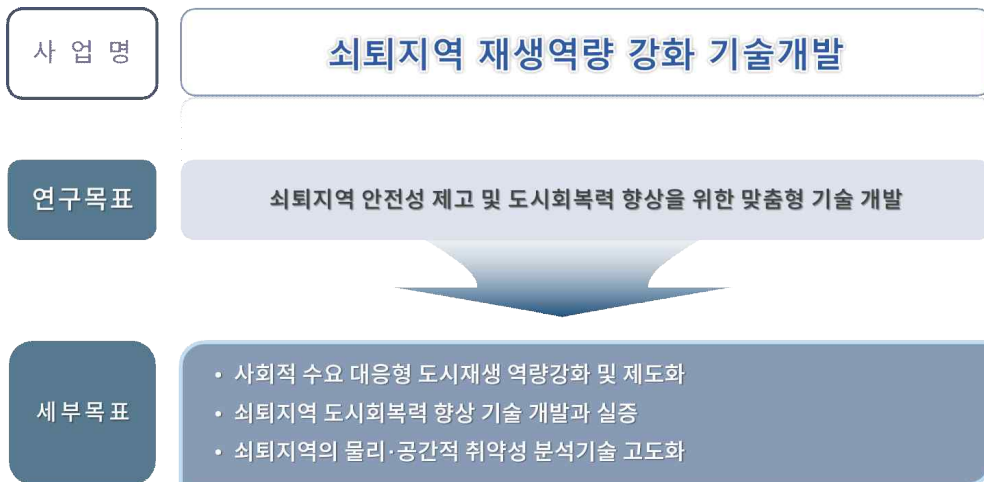 사 업 명
쇠퇴지역 재생역량 강화 기술개발
연구목표
쇠퇴지역 안전성 제고 및 도시회복력 향상을 위한 맞춤형 기술 개발
세부목표
• 사회적 수요 대응형 도시재생 역량강화 및 제도화
• 쇠퇴지역 도시회복력 향상 기술 개발과 실증
• 쇠퇴지역의 물리·공간적 취약성 분석기술 고도화